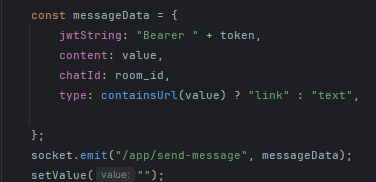 const messageData = {
jwtString: "Bearer " + token,
content: value,
chatId: room_id,
type: containsUrl(value) ? "link" : "text",
};
socket.emit("/app/send-message", messageData);
setValue( value: "");